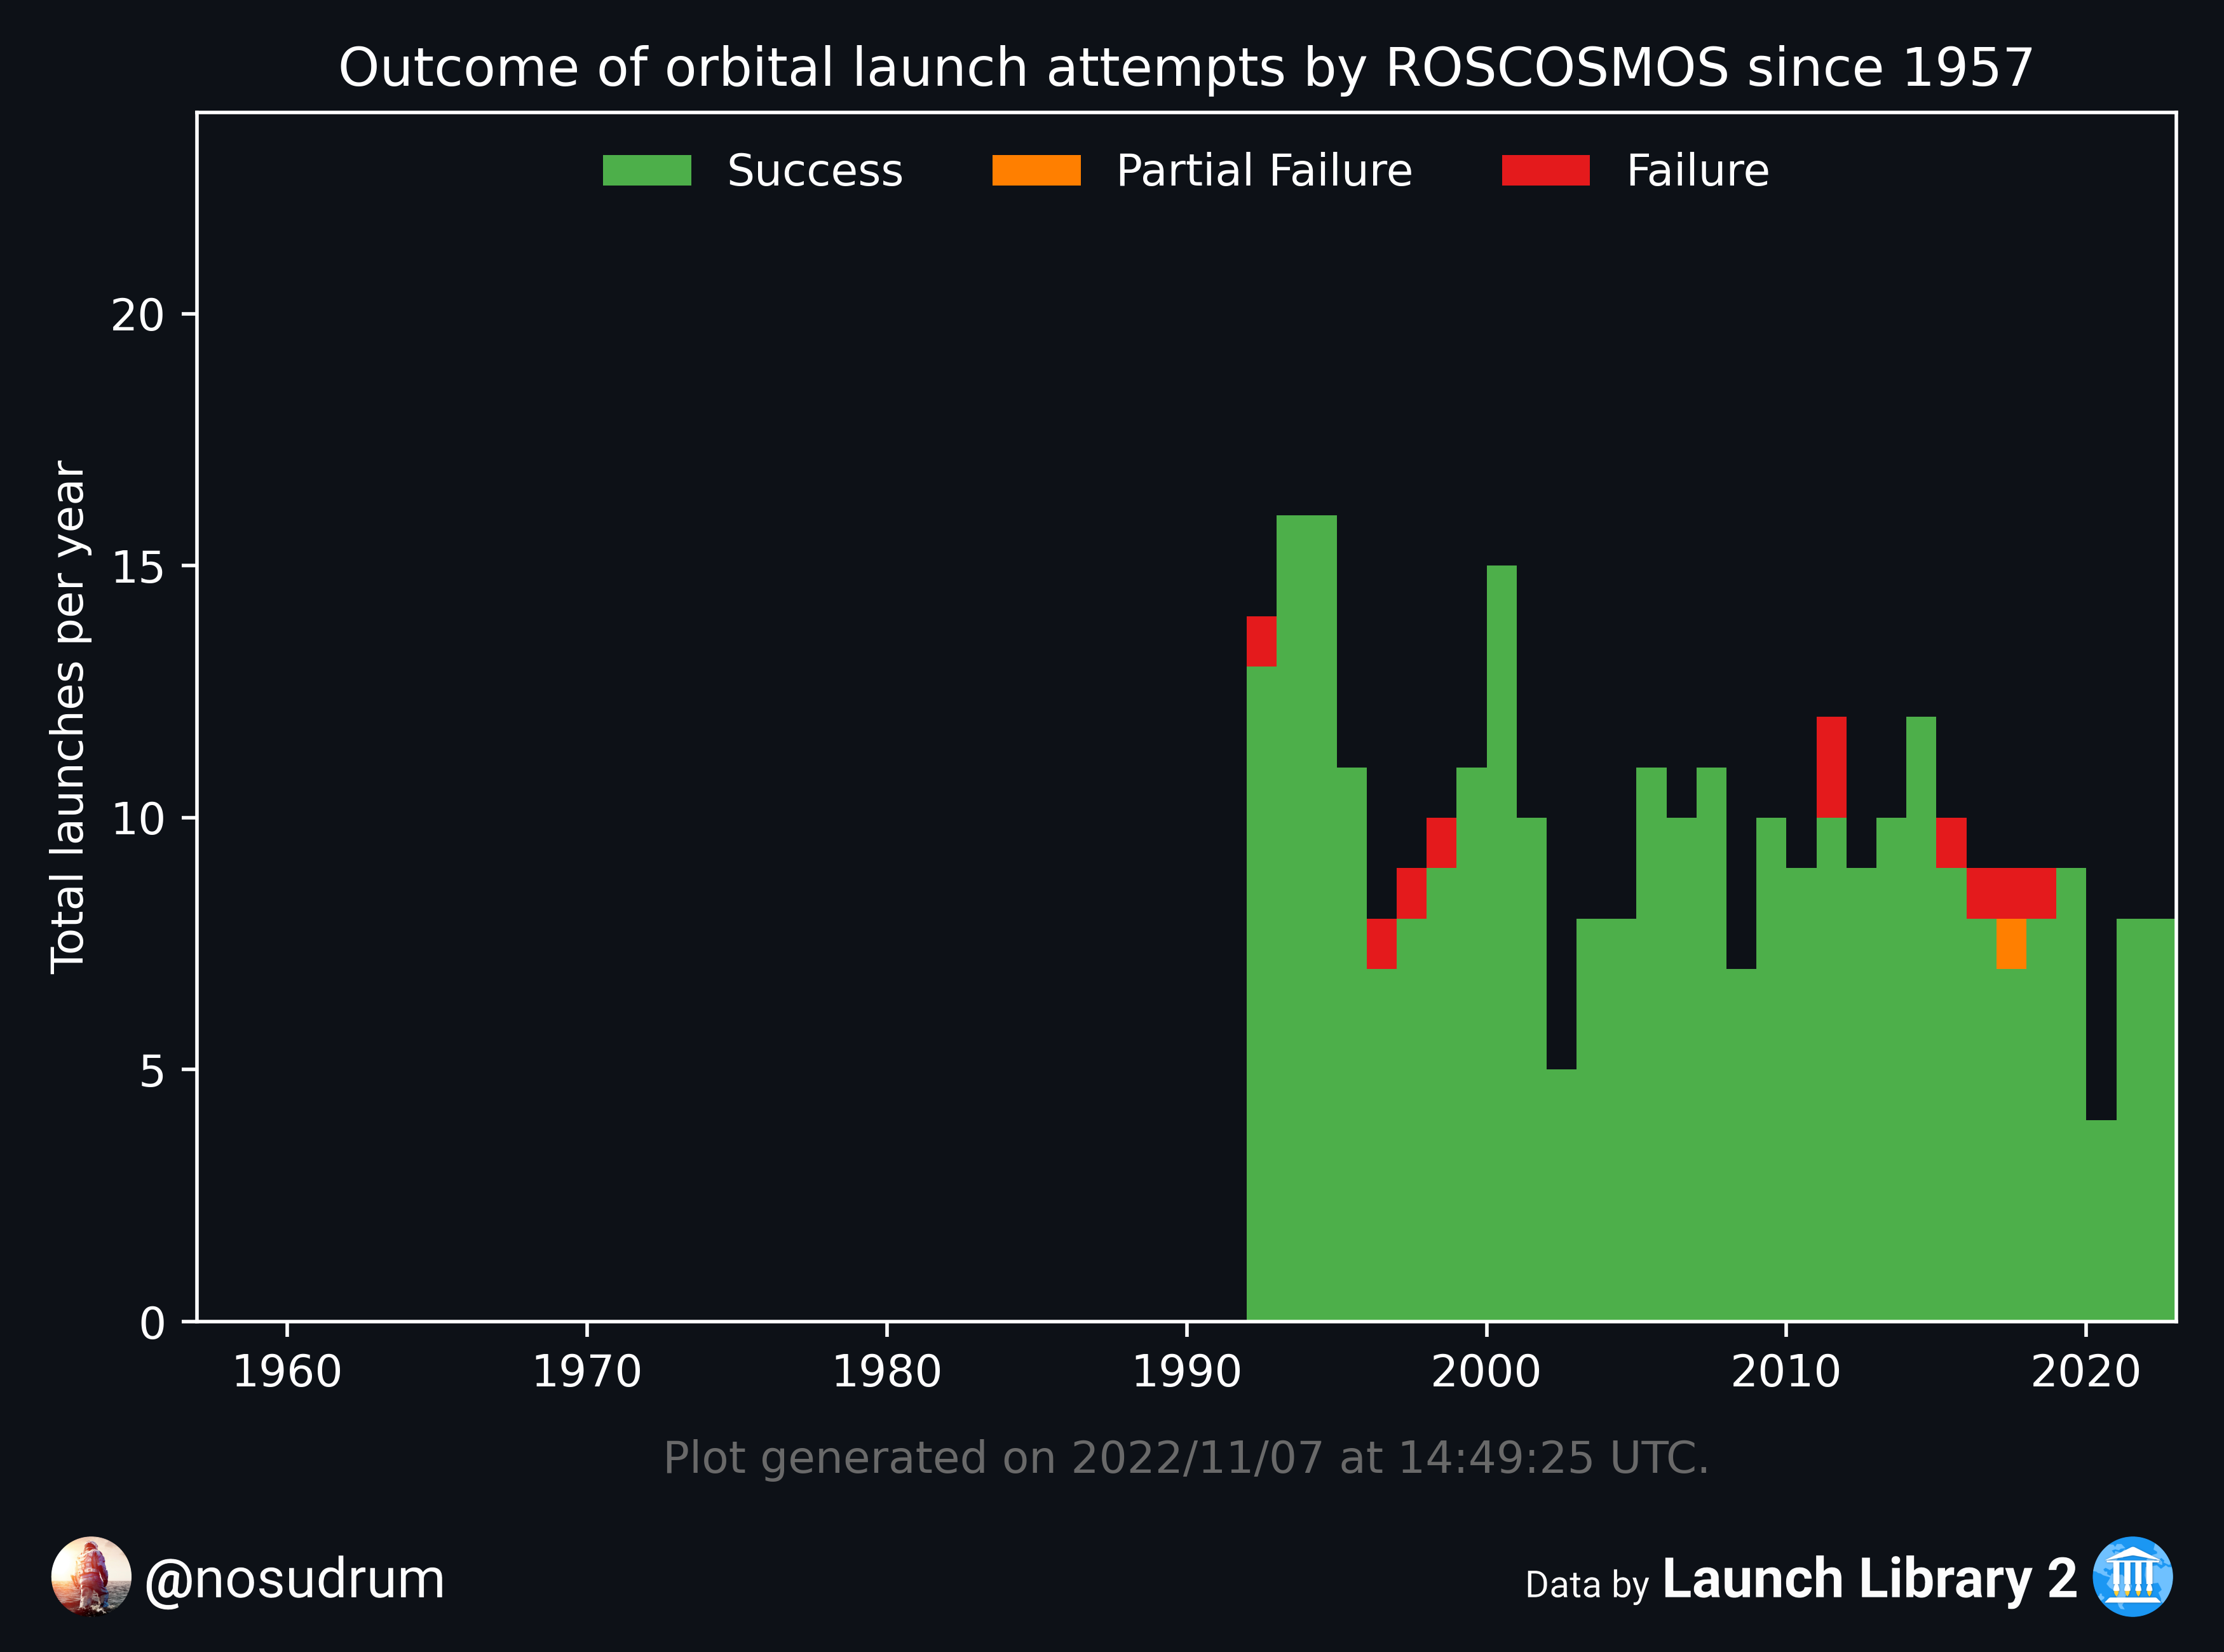 Outcome of orbital launch attempts by ROSCOSMOS since 1957
Success Partial Failure Failure
Total launches per year
20
15
10
5
0
1960 1970 1980 1990 2000 2010 2020
Plot generated on 2022/11/07 at 14:49:25 UTC.
@nosudrum
Data by Launch Library 2